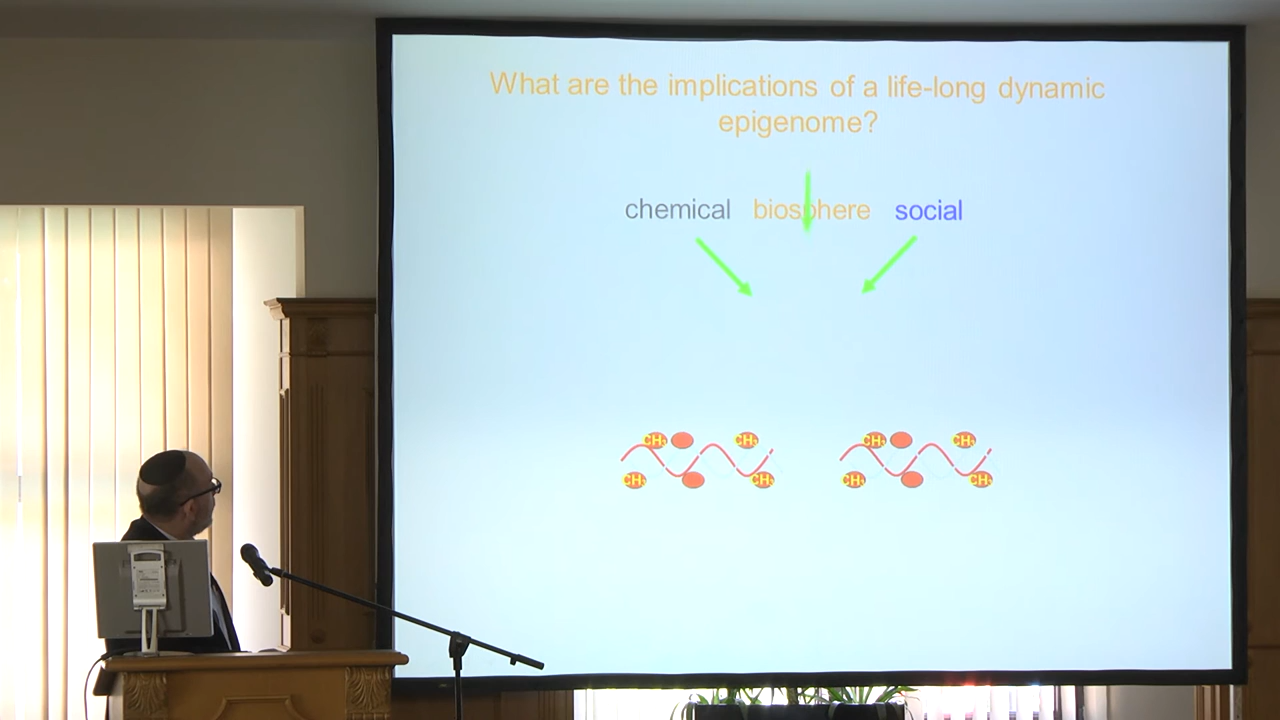 What are the implications of a life-long dynamic
epigenome?
chemical biosphere social
CH₃ CH₃ CH₃ CH₃
CH₃ CH₃ CH₃ CH₃